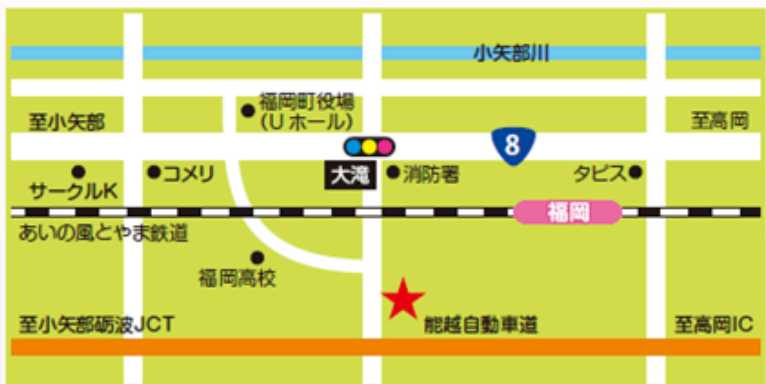 小矢部川
福岡町役場
(Uホール)
至小矢部
至高岡
8
サークルK
コメリ
大滝
消防署
タピス
福岡
あいの風とやま鉄道
福岡高校
至小矢部砺波JCT
能越自動車道
至高岡IC